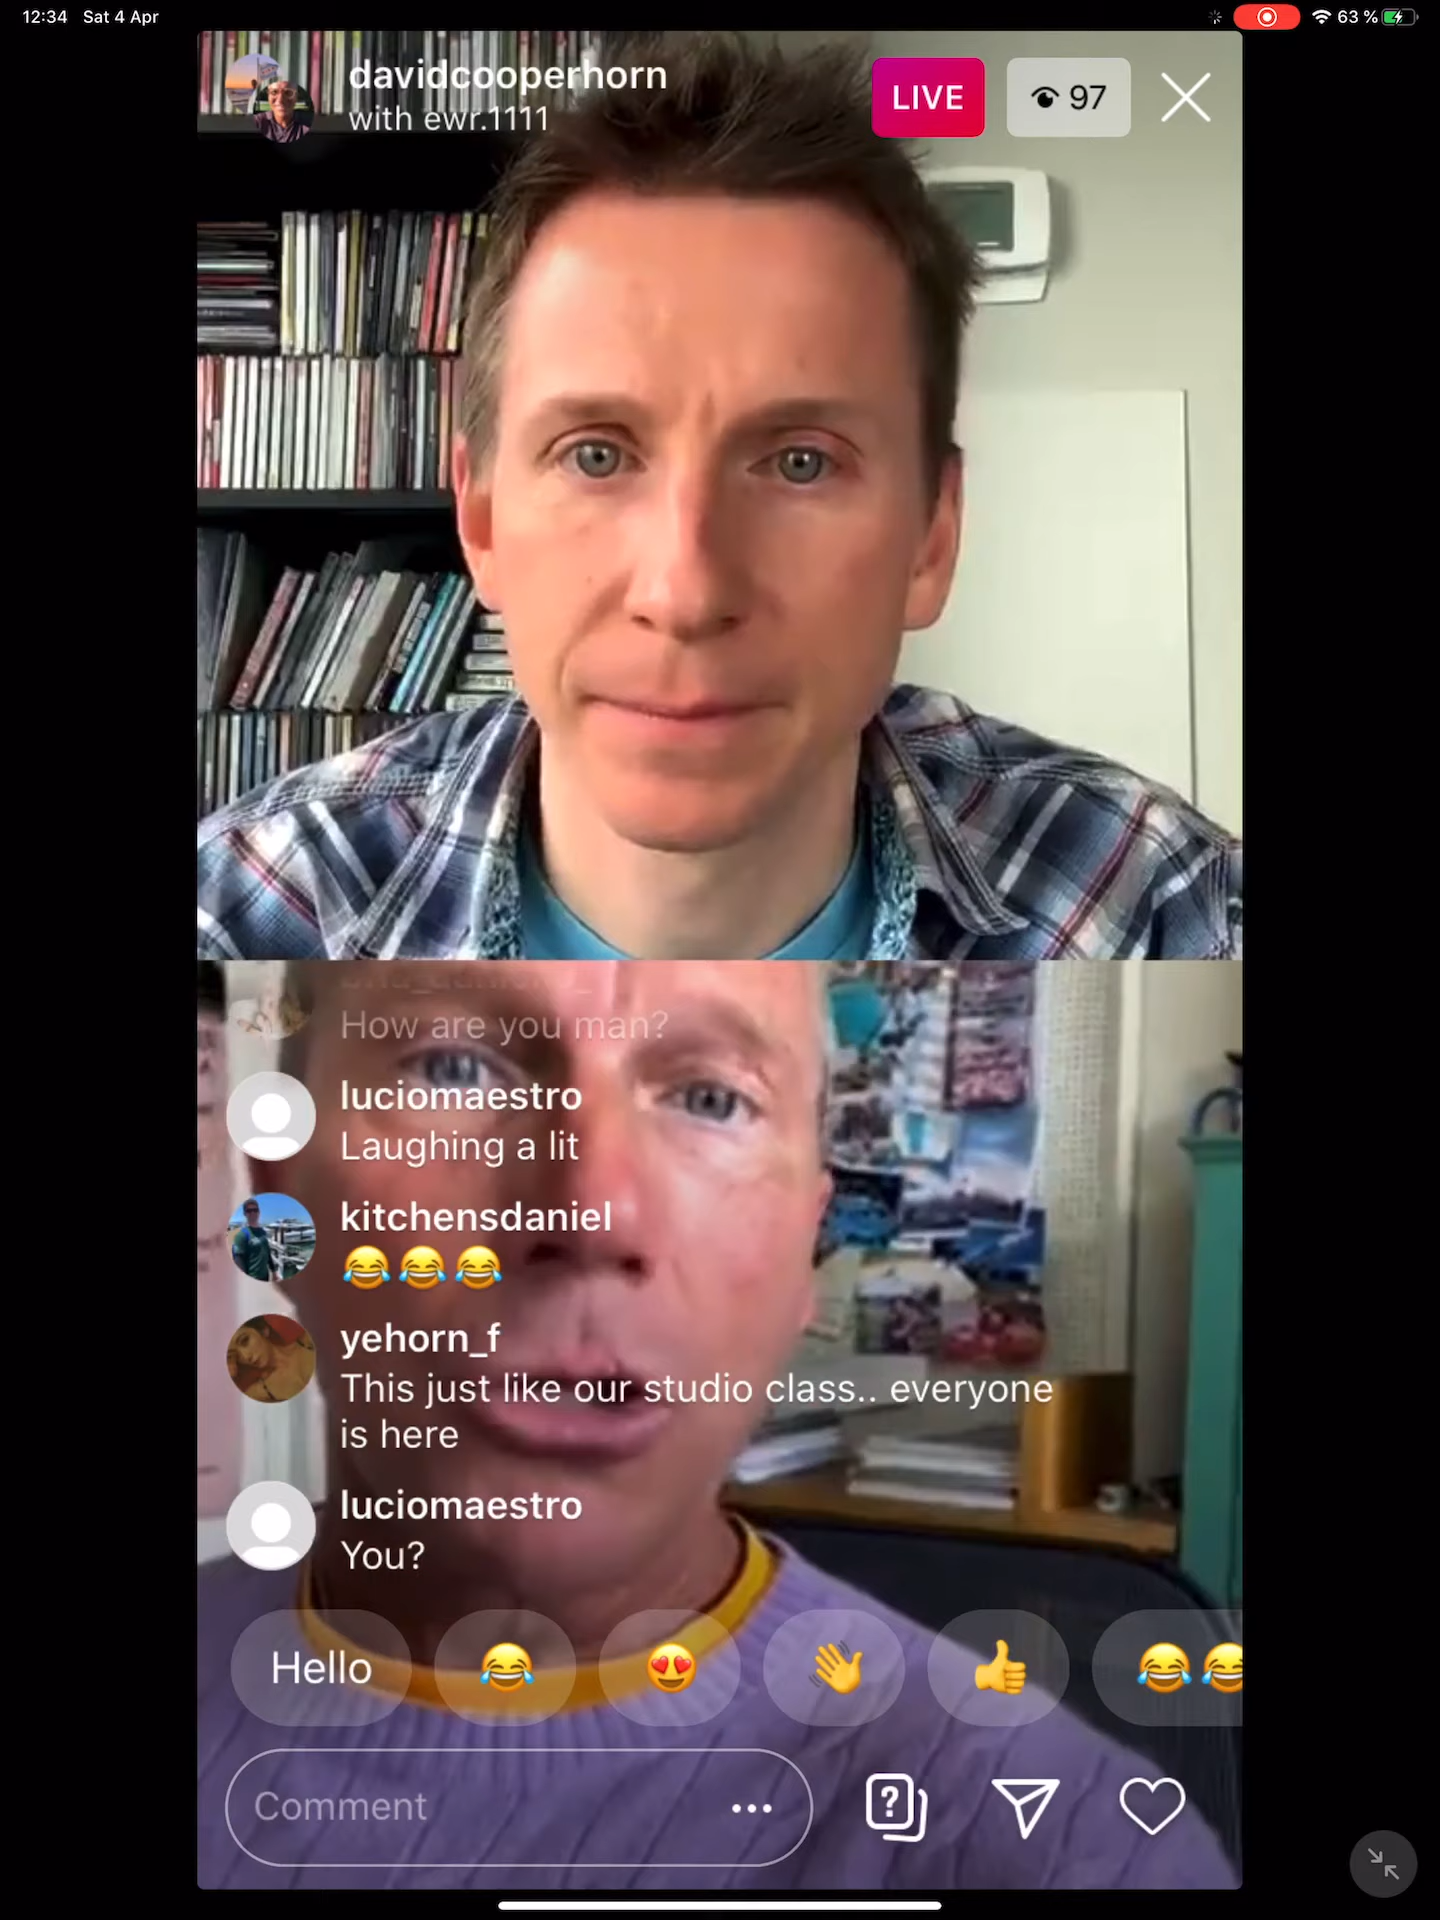 12:34 Sat 4 Apr
63 %
davidcooperhorn
with ewr.1111
LIVE
97
How are you man?
luciomaestro
Laughing a lit
kitchensdaniel
😂😂😂
yehorn_f
This just like our studio class.. everyone
is here
luciomaestro
You?
Hello
Comment